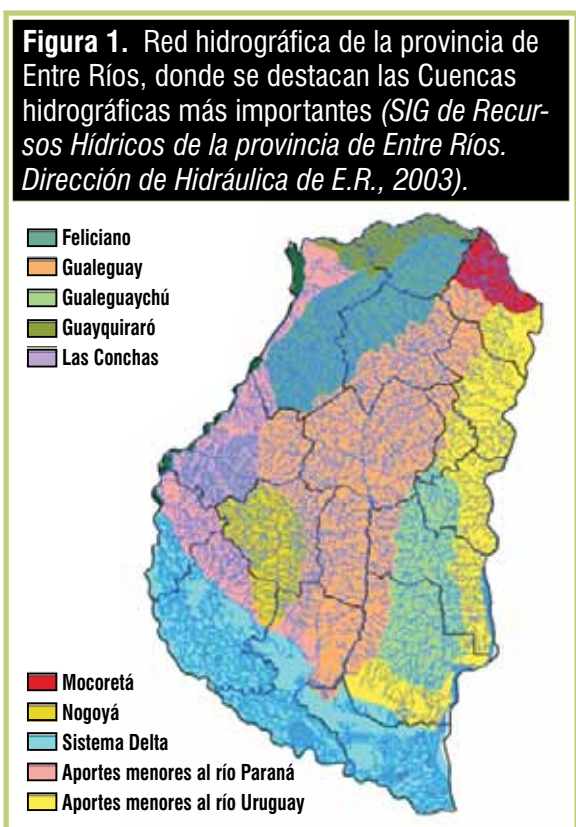 Figura 1. Red hidrográfica de la provincia de
Entre Ríos, donde se destacan las Cuencas
hidrográficas más importantes (SIG de Recur-
sos Hídricos de la provincia de Entre Ríos.
Dirección de Hidráulica de E.R., 2003).
Feliciano
Gualeguay
Gualeguaychú
Guayquiraró
Las Conchas
Mocoretá
Nogoyá
Sistema Delta
Aportes menores al río Paraná
Aportes menores al río Uruguay